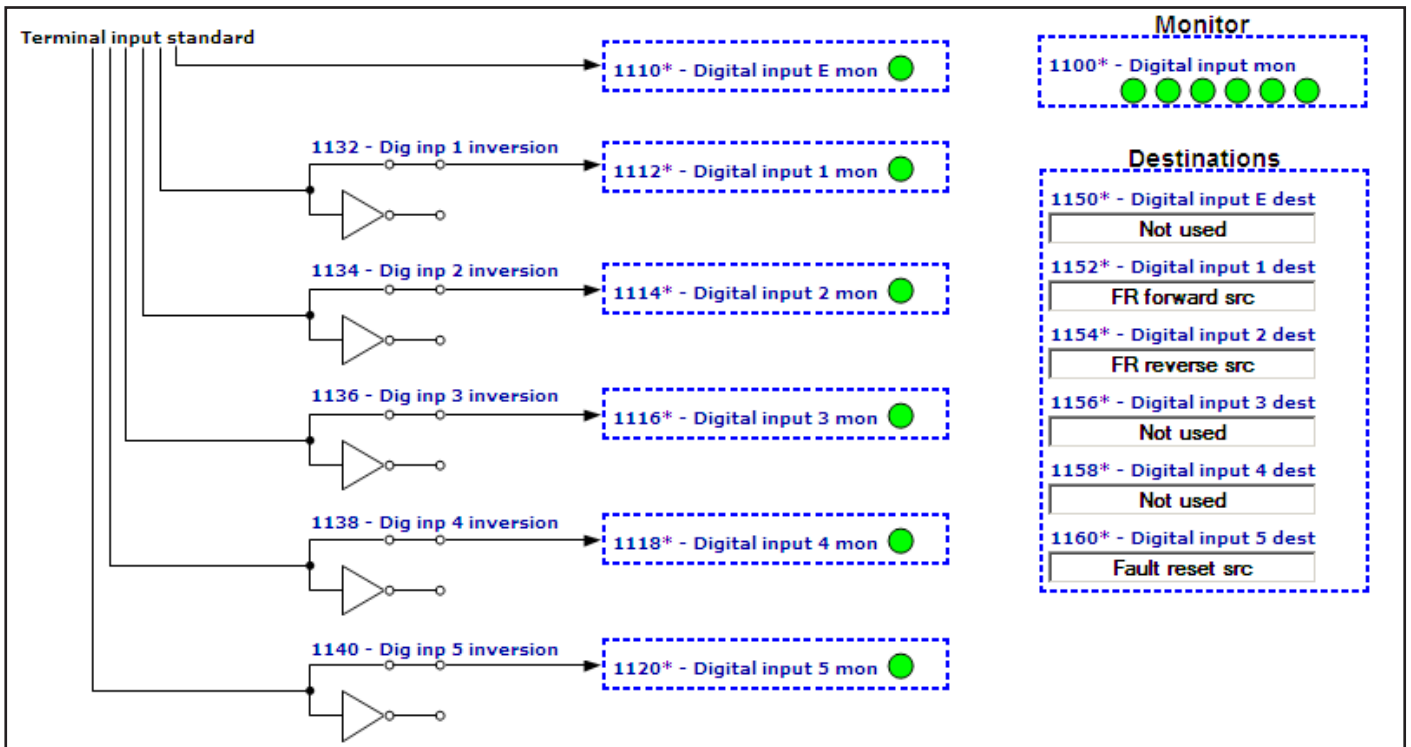 Terminal input standard
1110* - Digital input E mon
1132 - Dig inp 1 inversion
1112* - Digital input 1 mon
1134 - Dig inp 2 inversion
1114* - Digital input 2 mon
1136 - Dig inp 3 inversion
1116* - Digital input 3 mon
1138 - Dig inp 4 inversion
1118* - Digital input 4 mon
1140 - Dig inp 5 inversion
1120* - Digital input 5 mon
Monitor
1100* - Digital input mon
Destinations
1150* - Digital input E dest
Not used
1152* - Digital input 1 dest
FR forward src
1154* - Digital input 2 dest
FR reverse src
1156* - Digital input 3 dest
Not used
1158* - Digital input 4 dest
Not used
1160* - Digital input 5 dest
Fault reset src